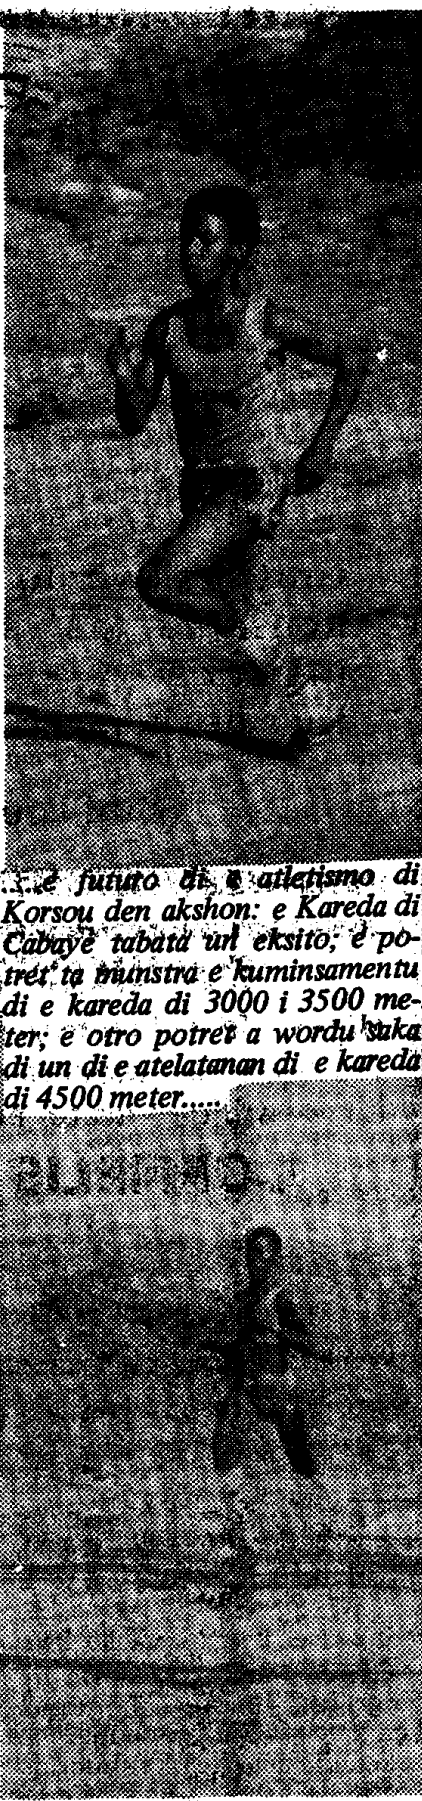 .....e futuro di e atletismo di
Korsou den akshon: e Kareda di
Cabayé tabata un eksito; e po-
tret ta munstra e kuminsamentu
di e kareda di 3000 i 3500 me-
ter; e otro potret a wordu saka
di un di e atelatanan di e kareda
di 4500 meter.....